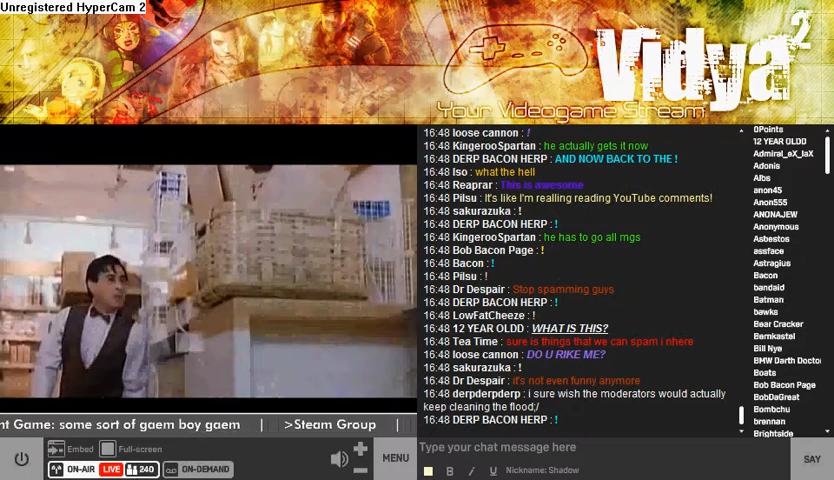 Unregistered HyperCam 2
Vidya²
Your Videogame Stream
16:48 loose cannon : !
16:48 KingerooSpartan : he actually gets it now
16:48 DERP BACON HERP : AND NOW BACK TO THE !
16:48 Iso : what the hell
16:48 Reaprar : This is awesome
16:48 Pilsu : It's like I'm realling reading YouTube comments!
16:48 sakurazuka : !
16:48 DERP BACON HERP : !
16:48 KingerooSpartan : he has to go all mgs
16:48 Bob Bacon Page : !
16:48 Bacon : !
16:48 Pilsu : !
16:48 Dr Despair : Stop spamming guys
16:48 DERP BACON HERP : !
16:48 LowFatCheeze : !
16:48 12 YEAR OLDD : WHAT IS THIS?
16:48 Tea Time : sure is things that we can spam i nhere
16:48 loose cannon : DO U RIKE ME?
16:48 sakurazuka : !
16:48 Dr Despair : it's not even funny anymore
16:48 derpderpderp : i sure wish the moderators would actually
keep cleaning the flood;/
16:48 DERP BACON HERP : !
0Points
12 YEAR OLDD
Admiral_eX_laX
Adonis
Albs
anon45
Anon555
ANONAJEW
Anonymous
Asbestos
assface
Astragius
Bacon
bandaid
Batman
bawks
Bear Cracker
Bernkastel
Bill Nye
BMW Darth Docto
Boats
Bob Bacon Page
BobDaGreat
Bombchu
brennan
Brightside
nt Game: some sort of gaem boy gaem | >Steam Group |
Embed Full-screen
ON-AIR LIVE 240 ON-DEMAND
MENU
Type your chat message here
B I U Nickname: Shadow
SAY